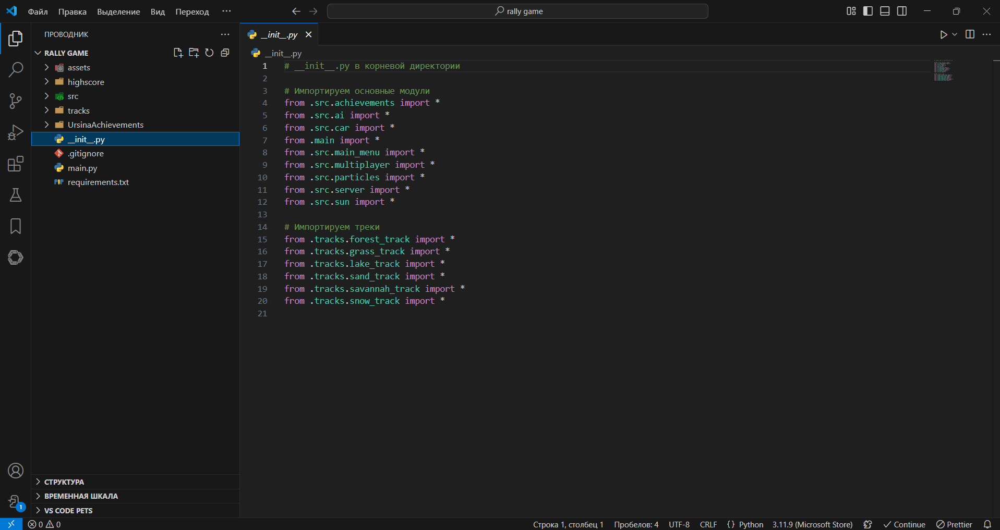 Файл Правка Выделение Вид Переход ···
rally game
ПРОВОДНИК
RALLY GAME
assets
highscore
src
tracks
UrsinaAchievements
__init__.py
.gitignore
main.py
requirements.txt
СТРУКТУРА
ВРЕМЕННАЯ ШКАЛА
VS CODE PETS
__init__.py
__init__.py
1 # __init__.py в корневой директории
2
3 # Импортируем основные модули
4 from .src.achievements import *
5 from .src.ai import *
6 from .src.car import *
7 from .main import *
8 from .src.main_menu import *
9 from .src.multiplayer import *
10 from .src.particles import *
11 from .src.server import *
12 from .src.sun import *
13
14 # Импортируем треки
15 from .tracks.forest_track import *
16 from .tracks.grass_track import *
17 from .tracks.lake_track import *
18 from .tracks.sand_track import *
19 from .tracks.savannah_track import *
20 from .tracks.snow_track import *
21
1
0 0
Строка 1, столбец 1 Пробелов: 4 UTF-8 CRLF {} Python 3.11.9 (Microsoft Store) Continue Prettier